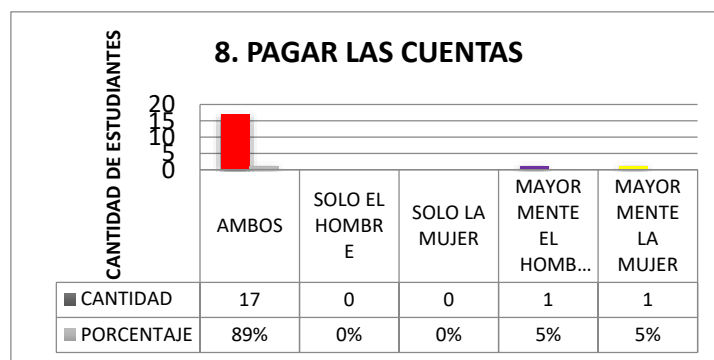 8. PAGAR LAS CUENTAS
CANTIDAD DE ESTUDIANTES
20
15
10
5
0
AMBOS
SOLO EL
HOMBR
E
SOLO LA
MUJER
MAYOR
MENTE
EL
HOMB...
MAYOR
MENTE
LA
MUJER
CANTIDAD 17 0 0 1 1
PORCENTAJE 89% 0% 0% 5% 5%